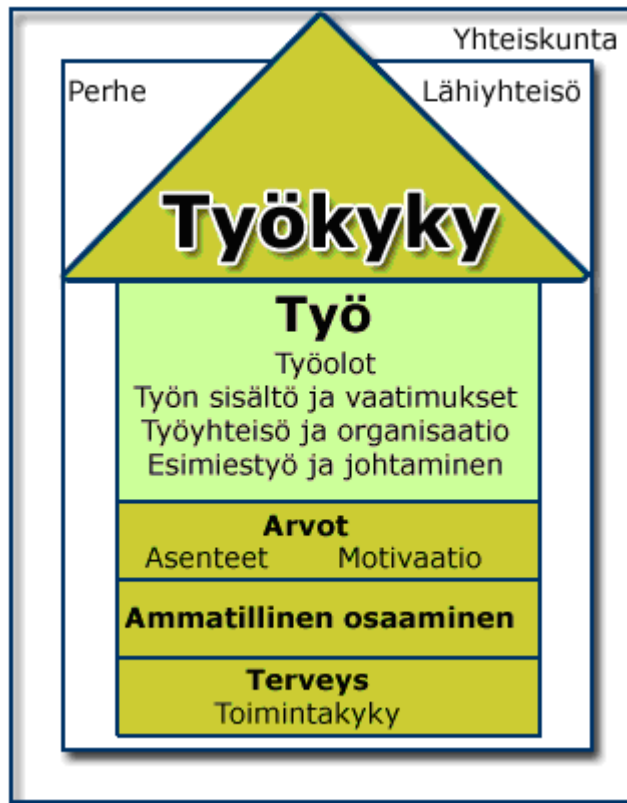 Yhteiskunta
Perhe
Lähiyhteisö
Työkyky
Työ
Työolot
Työn sisältö ja vaatimukset
Työyhteisö ja organisaatio
Esimiestyö ja johtaminen
Arvot
Asenteet Motivaatio
Ammatillinen osaaminen
Terveys
Toimintakyky